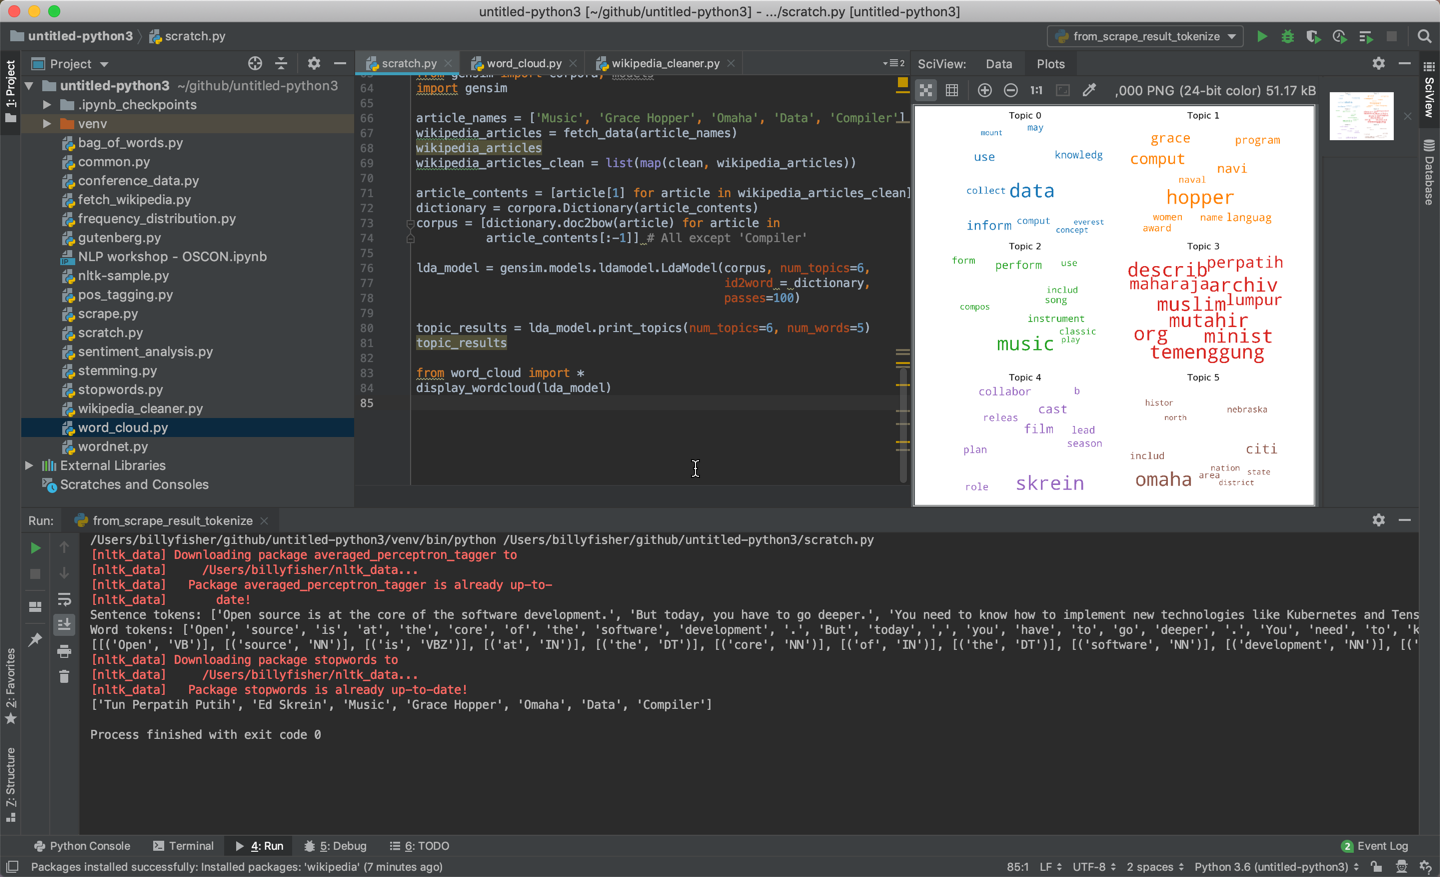 untitled-python3 [~/github/untitled-python3] - .../scratch.py [untitled-python3]
untitled-python3
scratch.py
from_scrape_result_tokenize
1: Project
Project
untitled-python3 ~/github/untitled-python3
.ipynb_checkpoints
venv
bag_of_words.py
common.py
conference_data.py
fetch_wikipedia.py
frequency_distribution.py
gutenberg.py
NLP workshop - OSCON.ipynb
nltk-sample.py
pos_tagging.py
scrape.py
scratch.py
sentiment_analysis.py
stemming.py
stopwords.py
wikipedia_cleaner.py
word_cloud.py
wordnet.py
External Libraries
Scratches and Consoles
scratch.py
word_cloud.py
wikipedia_cleaner.py
2
63 from gensim import corpora, models
64 import gensim
65
66 article_names = ['Music', 'Grace Hopper', 'Omaha', 'Data', 'Compiler']
67 wikipedia_articles = fetch_data(article_names)
68 wikipedia_articles
69 wikipedia_articles_clean = list(map(clean, wikipedia_articles))
70
71 article_contents = [article[1] for article in wikipedia_articles_clean]
72 dictionary = corpora.Dictionary(article_contents)
73 corpus = [dictionary.doc2bow(article) for article in
74 article_contents[:-1]] # All except 'Compiler'
75
76 lda_model = gensim.models.ldamodel.LdaModel(corpus, num_topics=6,
77 id2word = dictionary,
78 passes=100)
79
80 topic_results = lda_model.print_topics(num_topics=6, num_words=5)
81 topic_results
82
83 from word_cloud import *
84 display_wordcloud(lda_model)
85
SciView:
Data
Plots
1:1
,000 PNG (24-bit color) 51.17 kB
Topic 0
may
mount
use
knowledg
collect
data
inform
comput
everest
concept
Topic 1
grace
program
comput
navi
naval
hopper
women
name
languag
award
Topic 2
form
perform
use
includ
song
compos
instrument
classic
play
music
Topic 3
perpatih
describ
maharaja
archiv
muslim
lumpur
mutahir
org
minist
temenggung
Topic 4
collabor
b
cast
releas
film
lead
season
plan
role
skrein
Topic 5
histor
nebraska
north
citi
includ
nation
state
omaha
area
district
SciView
Database
Run:
from_scrape_result_tokenize
/Users/billyfisher/github/untitled-python3/venv/bin/python /Users/billyfisher/github/untitled-python3/scratch.py
[nltk_data] Downloading package averaged_perceptron_tagger to
[nltk_data] /Users/billyfisher/nltk_data...
[nltk_data] Package averaged_perceptron_tagger is already up-to-
[nltk_data] date!
Sentence tokens: ['Open source is at the core of the software development.', 'But today, you have to go deeper.', 'You need to know how to implement new technologies like Kubernetes and Tens
Word tokens: ['Open', 'source', 'is', 'at', 'the', 'core', 'of', 'the', 'software', 'development', '.', 'But', 'today', ',', 'you', 'have', 'to', 'go', 'deeper', '.', 'You', 'need', 'to', 'k
[[('Open', 'VB')], [('source', 'NN')], [('is', 'VBZ')], [('at', 'IN')], [('the', 'DT')], [('core', 'NN')], [('of', 'IN')], [('the', 'DT')], [('software', 'NN')], [('development', 'NN')], [('
[nltk_data] Downloading package stopwords to
[nltk_data] /Users/billyfisher/nltk_data...
[nltk_data] Package stopwords is already up-to-date!
['Tun Perpatih Putih', 'Ed Skrein', 'Music', 'Grace Hopper', 'Omaha', 'Data', 'Compiler']
Process finished with exit code 0
2: Favorites
7: Structure
Python Console
Terminal
4: Run
5: Debug
6: TODO
2 Event Log
Packages installed successfully: Installed packages: 'wikipedia' (7 minutes ago)
85:1 LF UTF-8 2 spaces Python 3.6 (untitled-python3)